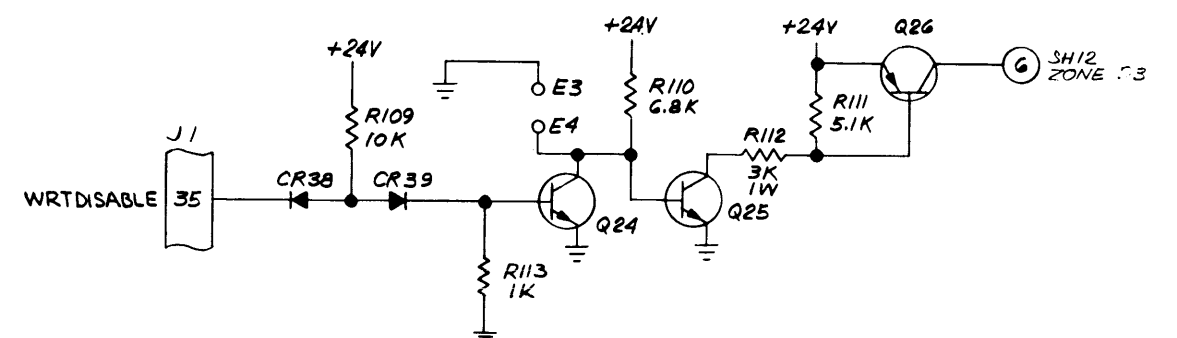 +24V
+24V
+24V
Q26
6
SH12
ZONE
E3
R110
6.8K
R109
10K
E4
R111
5.1K
J1
R112
3K
1W
CR38
CR39
WRTDISABLE
35
Q24
Q25
R113
1K